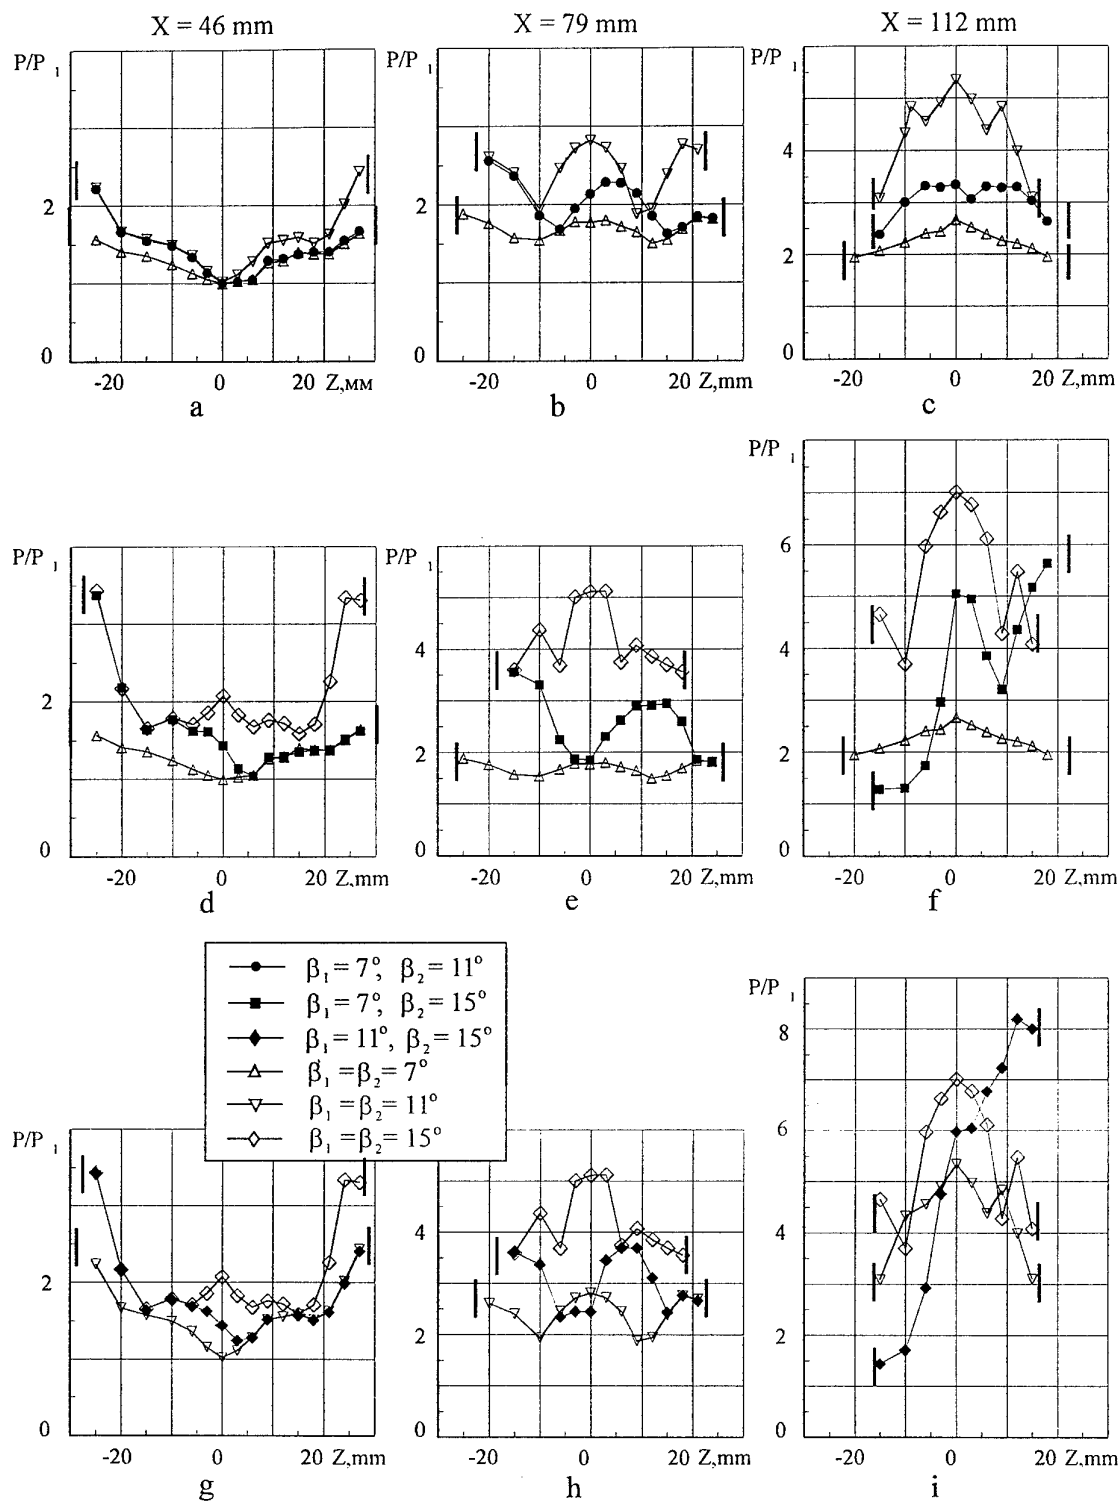 X = 46 mm X = 79 mm X = 112 mm
P/P 1 P/P 1 P/P 1
4
2 2
2
0 0 0
-20 0 20 Z,мм -20 0 20 Z,mm -20 0 20 Z,mm
a b c
P/P 1
P/P 1 P/P 1
6
4 4
2
2 2
0 0 0
-20 0 20 Z,mm -20 0 20 Z,mm -20 0 20 Z,mm
d e f
β₁ = 7°, β₂ = 11°
β₁ = 7°, β₂ = 15°
β₁ = 11°, β₂ = 15°
β₁ = β₂ = 7°
β₁ = β₂ = 11°
β₁ = β₂ = 15°
P/P 1
8
P/P 1
6
4 4
2
2 2
0 0 0
-20 0 20 Z,mm -20 0 20 Z,mm -20 0 20 Z,mm
g h i